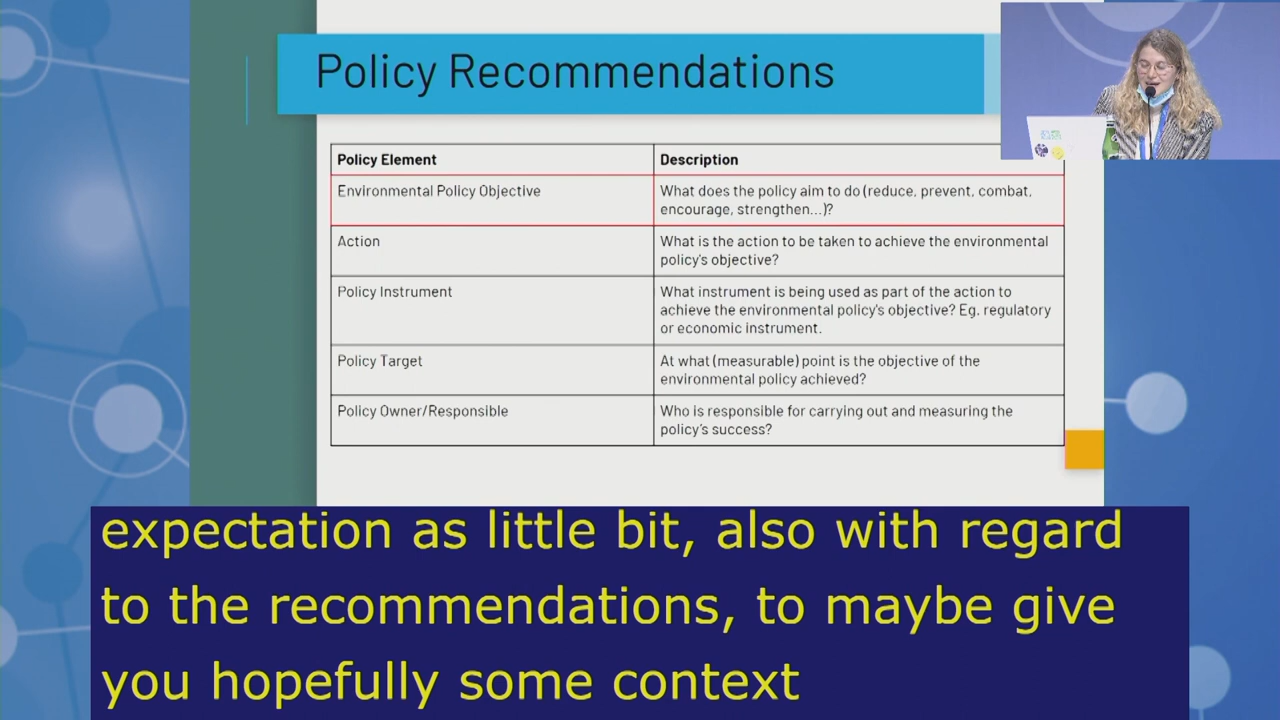 Policy Recommendations
Policy Element
Description
Environmental Policy Objective
What does the policy aim to do (reduce, prevent, combat,
encourage, strengthen...)?
Action
What is the action to be taken to achieve the environmental
policy's objective?
Policy Instrument
What instrument is being used as part of the action to
achieve the environmental policy's objective? Eg. regulatory
or economic instrument.
Policy Target
At what (measurable) point is the objective of the
environmental policy achieved?
Policy Owner/Responsible
Who is responsible for carrying out and measuring the
policy's success?
expectation as little bit, also with regard
to the recommendations, to maybe give
you hopefully some context